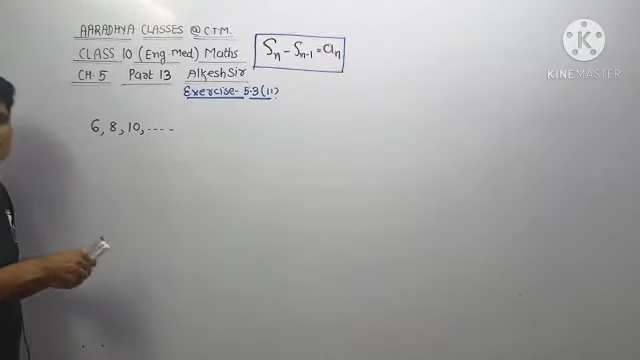 AARADHYA CLASSES @ C.T.M.
CLASS 10 (Eng. Med) Maths
CH. 5 Part 13 Alkesh Sir
Exercise - 5.3 (11)
Sn - Sn-1 = an
6, 8, 10, ----
KINEMASTER